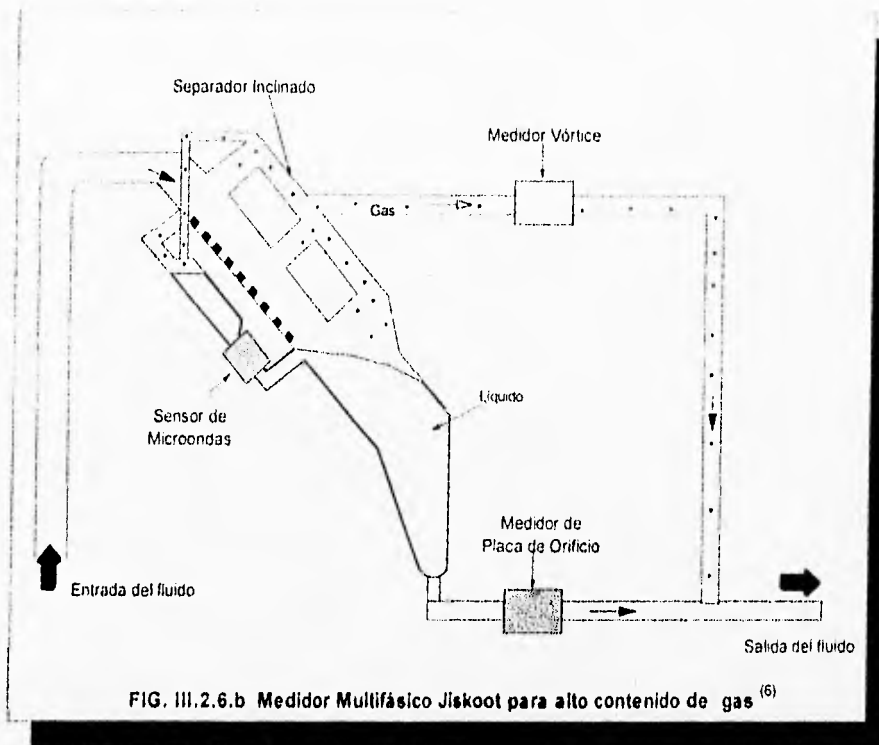 Separador Inclinado
Medidor Vórtice
Gas
Sensor de
Microondas
Líquido
Medidor de
Placa de Orificio
Entrada del fluido
Salida del fluido
FIG. III.2.6.b Medidor Multifásico Jiskoot para alto contenido de gas (6)